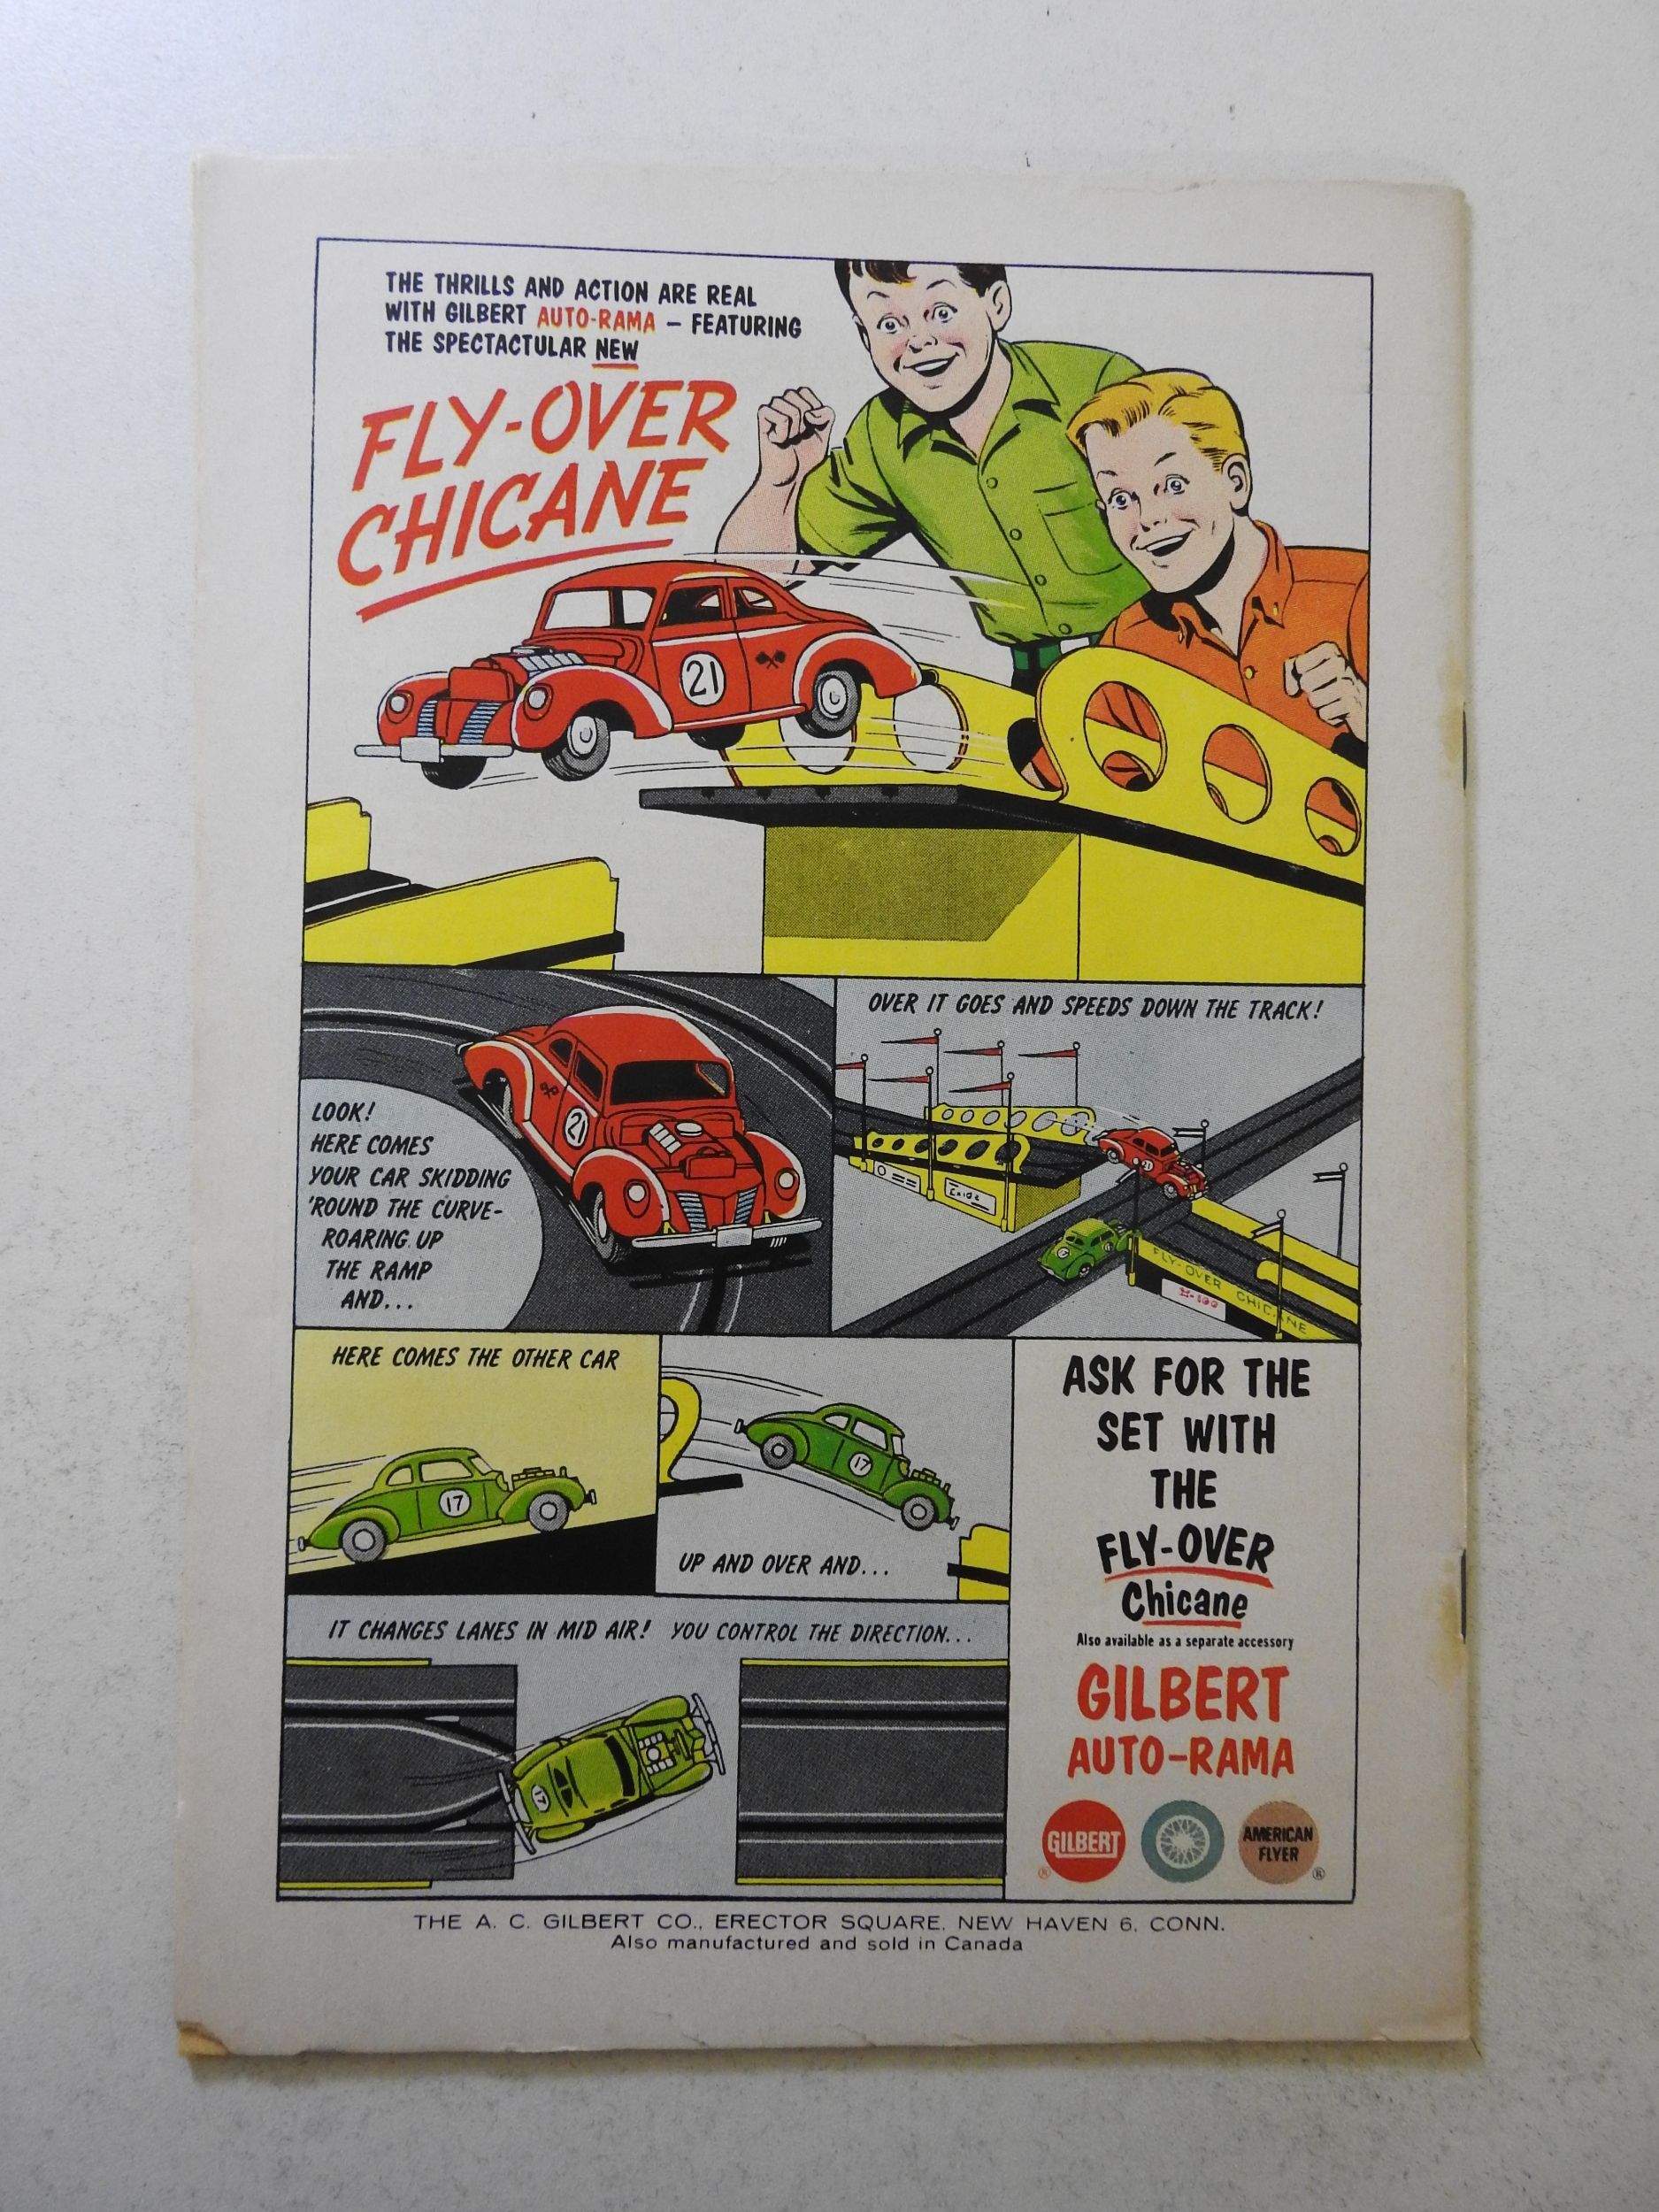 THE THRILLS AND ACTION ARE REAL
WITH GILBERT AUTO-RAMA – FEATURING
THE SPECTACTULAR NEW
FLY-OVER
CHICANE
21
LOOK!
HERE COMES
YOUR CAR SKIDDING
'ROUND THE CURVE-
ROARING UP
THE RAMP
AND...
21
OVER IT GOES AND SPEEDS DOWN THE TRACK!
21
FLY-OVER CHICANE
HERE COMES THE OTHER CAR
17
17
UP AND OVER AND...
IT CHANGES LANES IN MID AIR! YOU CONTROL THE DIRECTION...
17
ASK FOR THE
SET WITH
THE
FLY-OVER
Chicane
Also available as a separate accessory
GILBERT
AUTO-RAMA
GILBERT
®
AMERICAN
FLYER
®
THE A. C. GILBERT CO., ERECTOR SQUARE, NEW HAVEN 6, CONN.
Also manufactured and sold in Canada